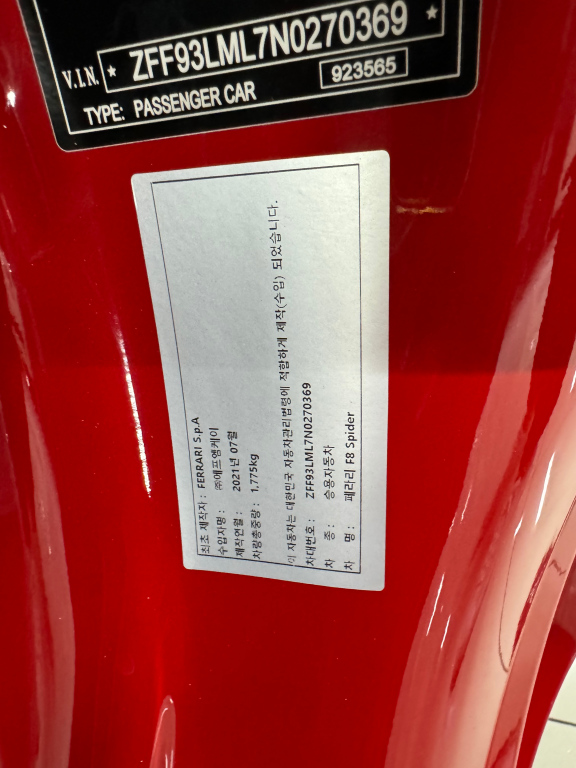 V.I.N. * ZFF93LML7N0270369 *
TYPE: PASSENGER CAR 923565
최초 제작자 : FERRARI S.p.A
수입자명 : ㈜에프엠케이
제작연월 : 2021년 07월
차량총중량 : 1,775kg
이 자동차는 대한민국 자동차관리법령에 적합하게 제작(수입) 되었습니다.
차대번호 : ZFF93LML7N0270369
차 종 : 승용자동차
차 명 : 페라리 F8 Spider